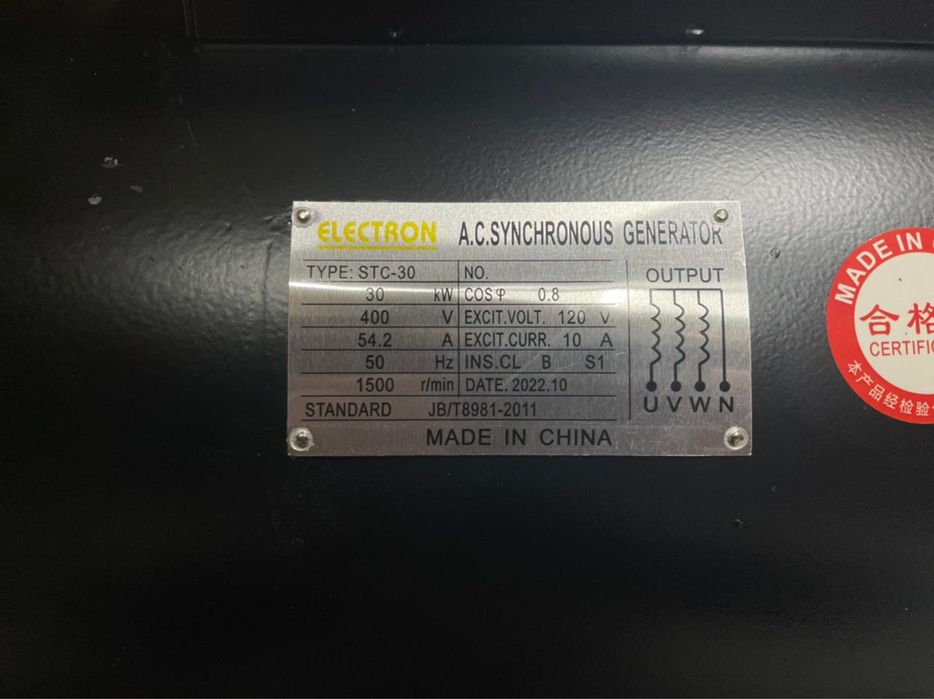 ELECTRON A.C.SYNCHRONOUS GENERATOR
TYPE: STC-30 NO.
30 kW COSφ 0.8
400 V EXCIT.VOLT. 120 V
54.2 A EXCIT.CURR. 10 A
50 Hz INS.CL B S1
1500 r/min DATE. 2022.10
STANDARD JB/T8981-2011
MADE IN CHINA
OUTPUT
U V W N
MADE IN
合格
本产品经检验